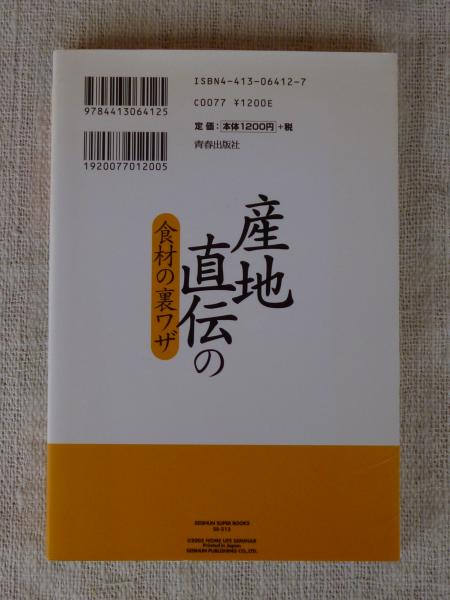 ISBN4-413-06412-7
C0077 ¥1200E
定価：本体1200円+税
青春出版社
9784413064125
1920077012005
産地
直伝の
食材の裏ワザ
SEISHUN SUPER BOOKS
SS-512
Printed in Japan
SEISHUN PUBLISHING CO.,LTD.